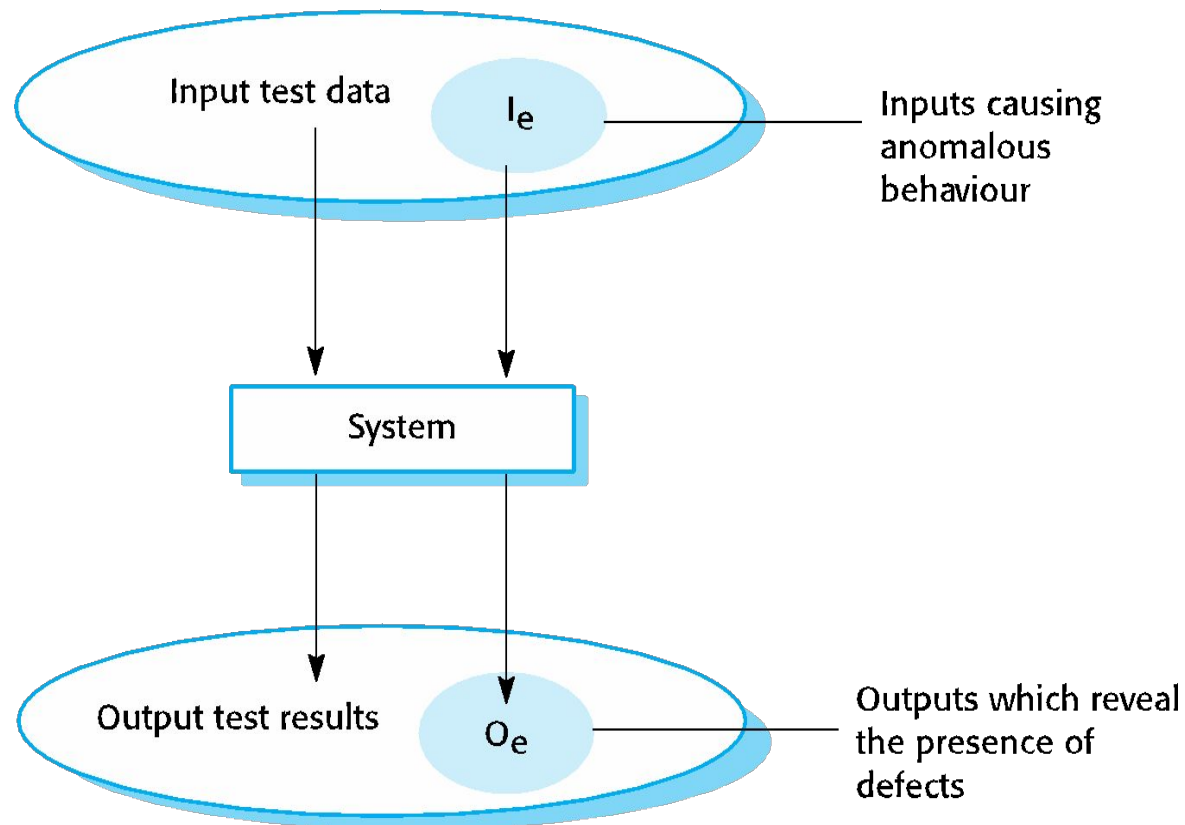 Input test data
Ie
Inputs causing
anomalous
behaviour
System
Output test results
Oe
Outputs which reveal
the presence of
defects